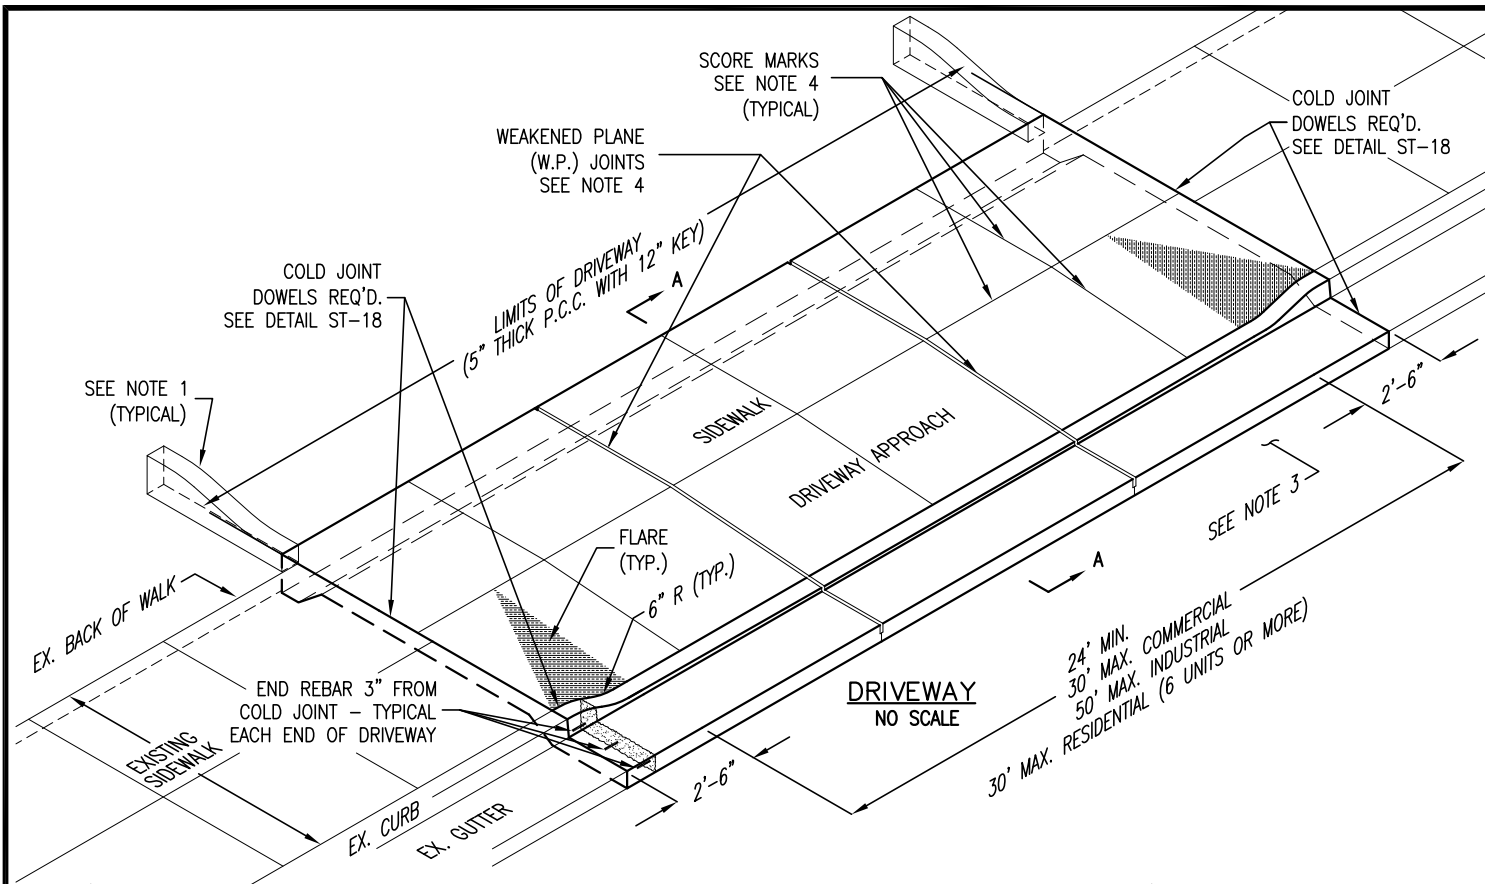 SCORE MARKS
SEE NOTE 4
(TYPICAL)
COLD JOINT
DOWELS REQ'D.
SEE DETAIL ST-18
WEAKENED PLANE
(W.P.) JOINTS
SEE NOTE 4
LIMITS OF DRIVEWAY
(5" THICK P.C.C. WITH 12" KEY)
A
COLD JOINT
DOWELS REQ'D.
SEE DETAIL ST-18
SEE NOTE 1
(TYPICAL)
SIDEWALK
DRIVEWAY APPROACH
2'-6"
SEE NOTE 3
FLARE
(TYP.)
6" R (TYP.)
A
EX. BACK OF WALK
END REBAR 3" FROM
COLD JOINT - TYPICAL
EACH END OF DRIVEWAY
EXISTING
SIDEWALK
EX. CURB
EX. GUTTER
2'-6"
DRIVEWAY
NO SCALE
24' MIN.
30' MAX. COMMERCIAL
50' MAX. INDUSTRIAL
30' MAX. RESIDENTIAL (6 UNITS OR MORE)